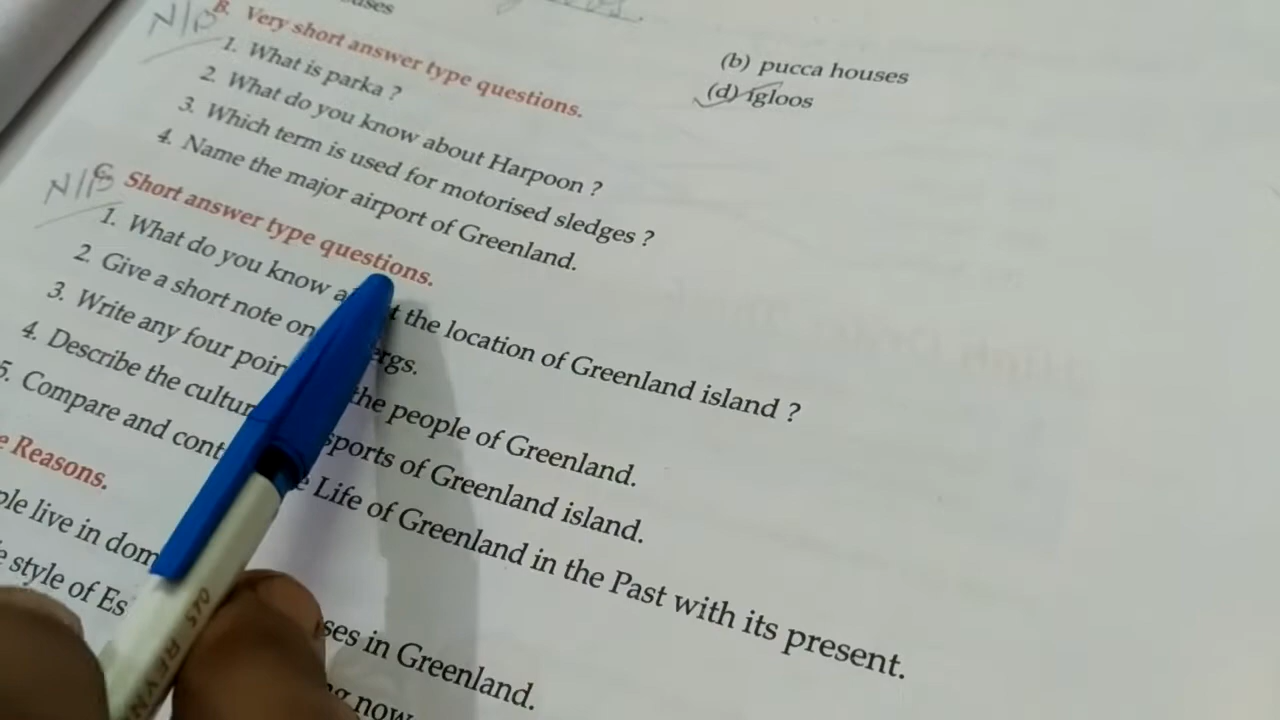 uses
(b) pucca houses
(d) igloos
N/B
B. Very short answer type questions.
1. What is parka ?
2. What do you know about Harpoon ?
3. Which term is used for motorised sledges ?
4. Name the major airport of Greenland.
N/B
C. Short answer type questions.
1. What do you know a t the location of Greenland island ?
2. Give a short note on ergs.
3. Write any four poin the people of Greenland.
4. Describe the cultur sports of Greenland island.
5. Compare and cont e Life of Greenland in the Past with its present.
e Reasons.
ple live in dom
e style of Es ses in Greenland.
ng now